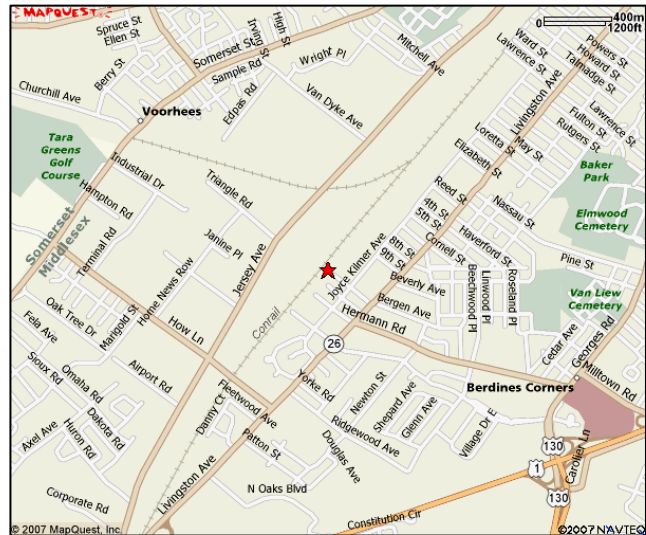 MAPQUEST
400m
1200ft
Spruce St
Ellen St
Berry St
Somerset St
Irving St
High St
Sample Rd
Edpas Rd
Wright Pl
Van Dyke Ave
Mitchell Ave
Ward St
Lawrence St
Powers St
Howard St
Talmadge St
Livingston Ave
Churchill Ave
Voorhees
Lawrence St
Fulton St
Rutgers St
May St
Loretta St
Elizabeth St
Tara
Greens
Golf
Course
Industrial Dr
Hampton Rd
Triangle Rd
Baker
Park
Elmwood
Cemetery
Reed St
4th St
5th St
Nassau St
Haverford St
Cornell St
8th St
9th St
Pine St
Somerset
Middlesex
Terminal Rd
Janine Pl
Home News Row
Jersey Ave
Joyce Kilmer Ave
Beverly Ave
Bergen Ave
Beechwood Pl
Linwood Pl
Roseland Pl
Van Liew
Cemetery
Oak Tree Dr
Marigold St
How Ln
Conrail
Hermann Rd
26
Cedar Ave
Georges Rd
Fela Ave
Sioux Rd
Omaha Rd
Dakota Rd
Airport Rd
Fleetwood Ave
Danny Ct
Yorke Rd
Newton St
Shepard Ave
Glenn Ave
Berdines Corners
Milltown Rd
Axel Ave
Huron Rd
Patton St
Ridgewood Ave
Douglas Ave
Village Dr E
Livingston Ave
N Oaks Blvd
130
1
130
Carolier Ln
Corporate Rd
Constitution Cir
© 2007 MapQuest, Inc.
©2007 NAVTEQ